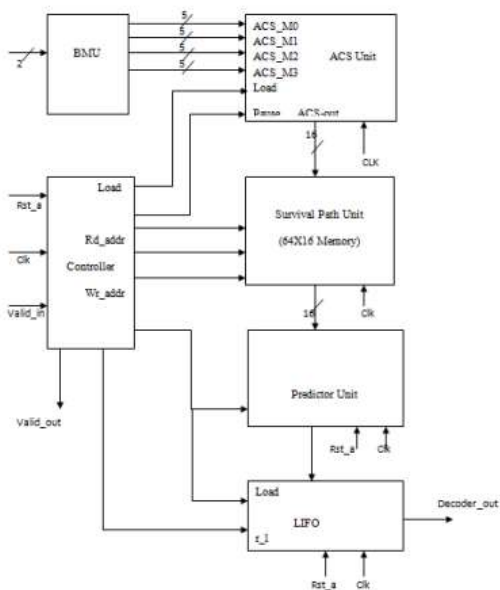 5
5
5
5
2
BMU
ACS_M0
ACS_M1
ACS_M2
ACS_M3
ACS Unit
Load
Pause ACS-out
16
CLK
Load
Rst_a
Rd_addr
Clk
Controller
Wr_addr
Valid_in
Survival Path Unit
(64X16 Memory)
16
Clk
Valid_out
Predictor Unit
Rst_a
Clk
Load
LIFO
r_l
Decoder_out
Rst_a
Clk